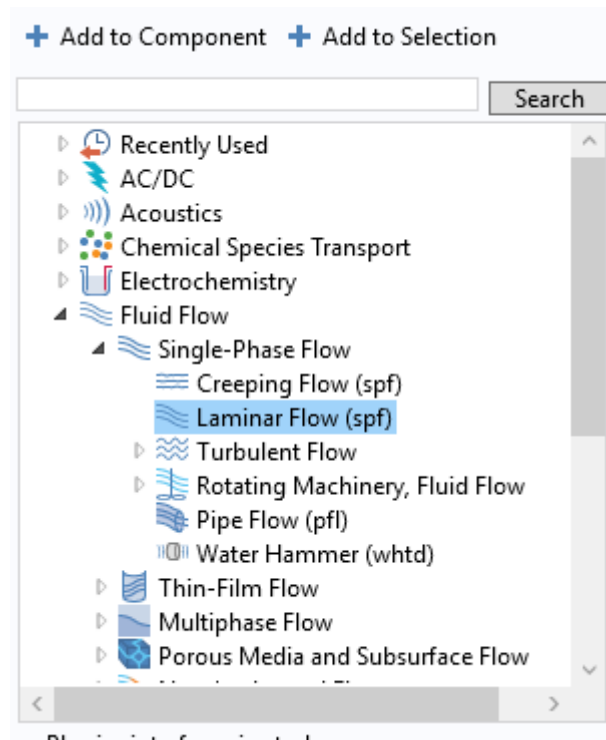 Add to Component Add to Selection
Search
Recently Used
AC/DC
Acoustics
Chemical Species Transport
Electrochemistry
Fluid Flow
Single-Phase Flow
Creeping Flow (spf)
Laminar Flow (spf)
Turbulent Flow
Rotating Machinery, Fluid Flow
Pipe Flow (pfl)
Water Hammer (whtd)
Thin-Film Flow
Multiphase Flow
Porous Media and Subsurface Flow